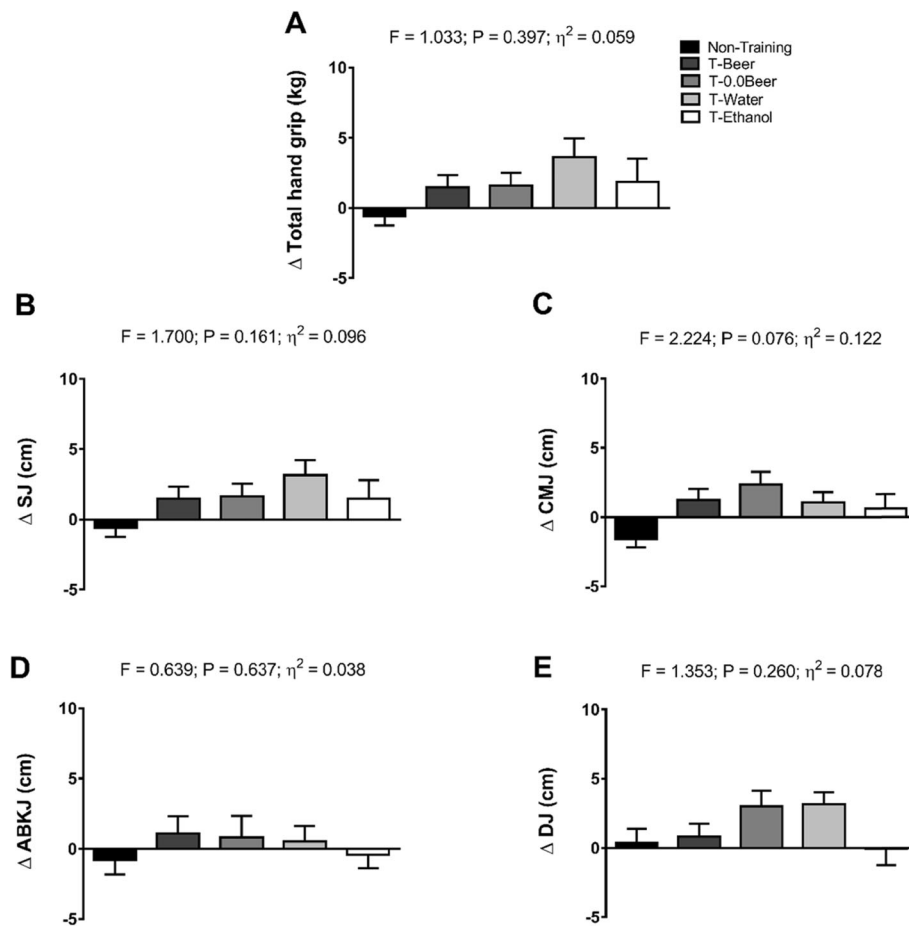 A
F = 1.033; P = 0.397; η² = 0.059
Non-Training
T-Beer
T-0.0Beer
T-Water
T-Ethanol
Δ Total hand grip (kg)
10
5
0
-5
B
F = 1.700; P = 0.161; η² = 0.096
Δ SJ (cm)
10
5
0
-5
C
F = 2.224; P = 0.076; η² = 0.122
Δ CMJ (cm)
10
5
0
-5
D
F = 0.639; P = 0.637; η² = 0.038
Δ ABKJ (cm)
10
5
0
-5
E
F = 1.353; P = 0.260; η² = 0.078
Δ DJ (cm)
10
5
0
-5